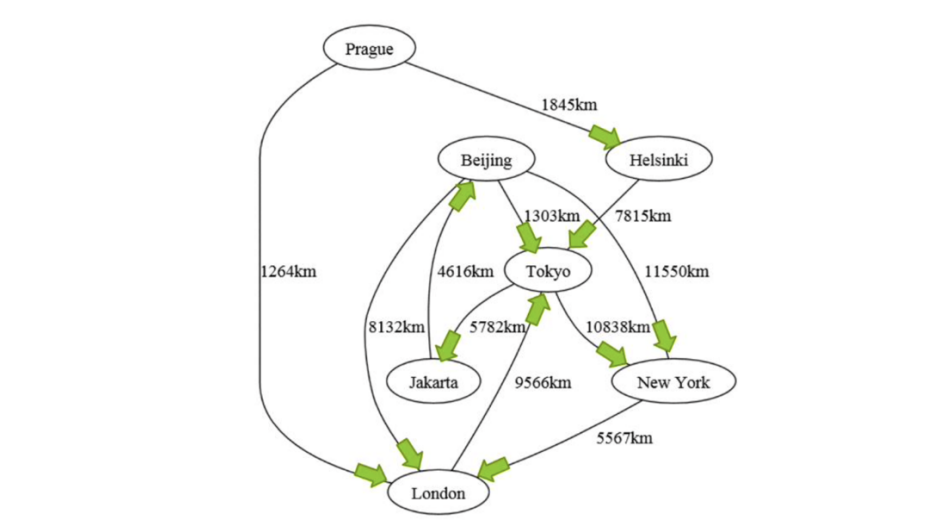 Prague
1845km
Beijing
Helsinki
1303km
7815km
1264km
4616km
Tokyo
11550km
8132km
5782km
10838km
Jakarta
9566km
New York
5567km
London